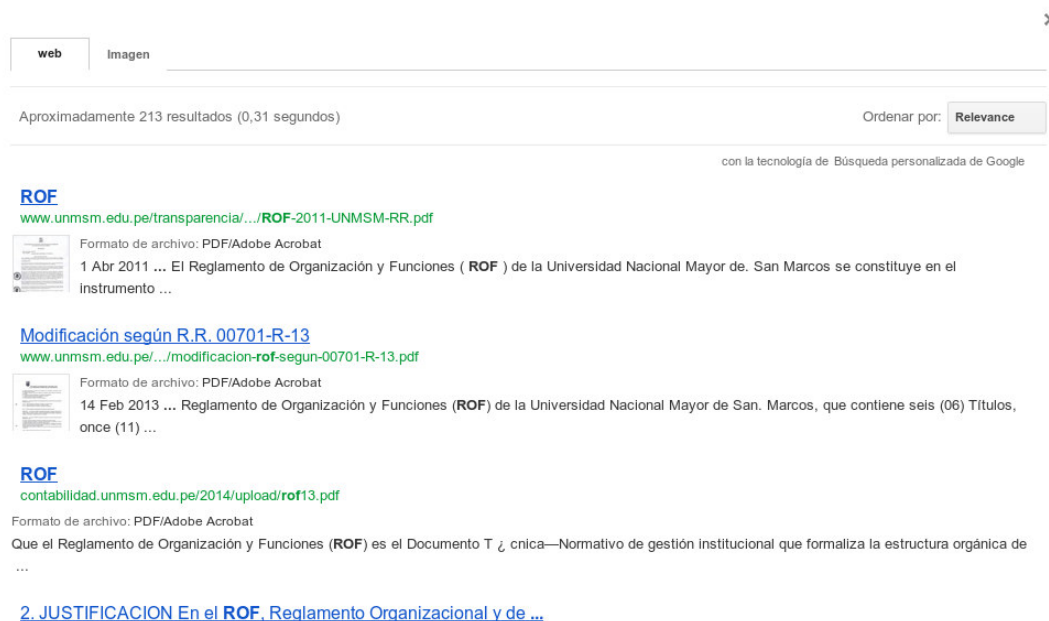 web
Imagen
Aproximadamente 213 resultados (0,31 segundos)
Ordenar por:
Relevance
con la tecnología de Búsqueda personalizada de Google
ROF
www.unmsm.edu.pe/transparencia/.../ROF-2011-UNMSM-RR.pdf
Formato de archivo: PDF/Adobe Acrobat
1 Abr 2011 ... El Reglamento de Organización y Funciones ( ROF ) de la Universidad Nacional Mayor de. San Marcos se constituye en el
instrumento ...
Modificación según R.R. 00701-R-13
www.unmsm.edu.pe/.../modificacion-rof-segun-00701-R-13.pdf
Formato de archivo: PDF/Adobe Acrobat
14 Feb 2013 ... Reglamento de Organización y Funciones (ROF) de la Universidad Nacional Mayor de San. Marcos, que contiene seis (06) Títulos,
once (11) ...
ROF
contabilidad.unmsm.edu.pe/2014/upload/rof13.pdf
Formato de archivo: PDF/Adobe Acrobat
Que el Reglamento de Organización y Funciones (ROF) es el Documento T ¿ cnica—Normativo de gestión institucional que formaliza la estructura orgánica de
...
2. JUSTIFICACION En el ROF, Reglamento Organizacional y de ...